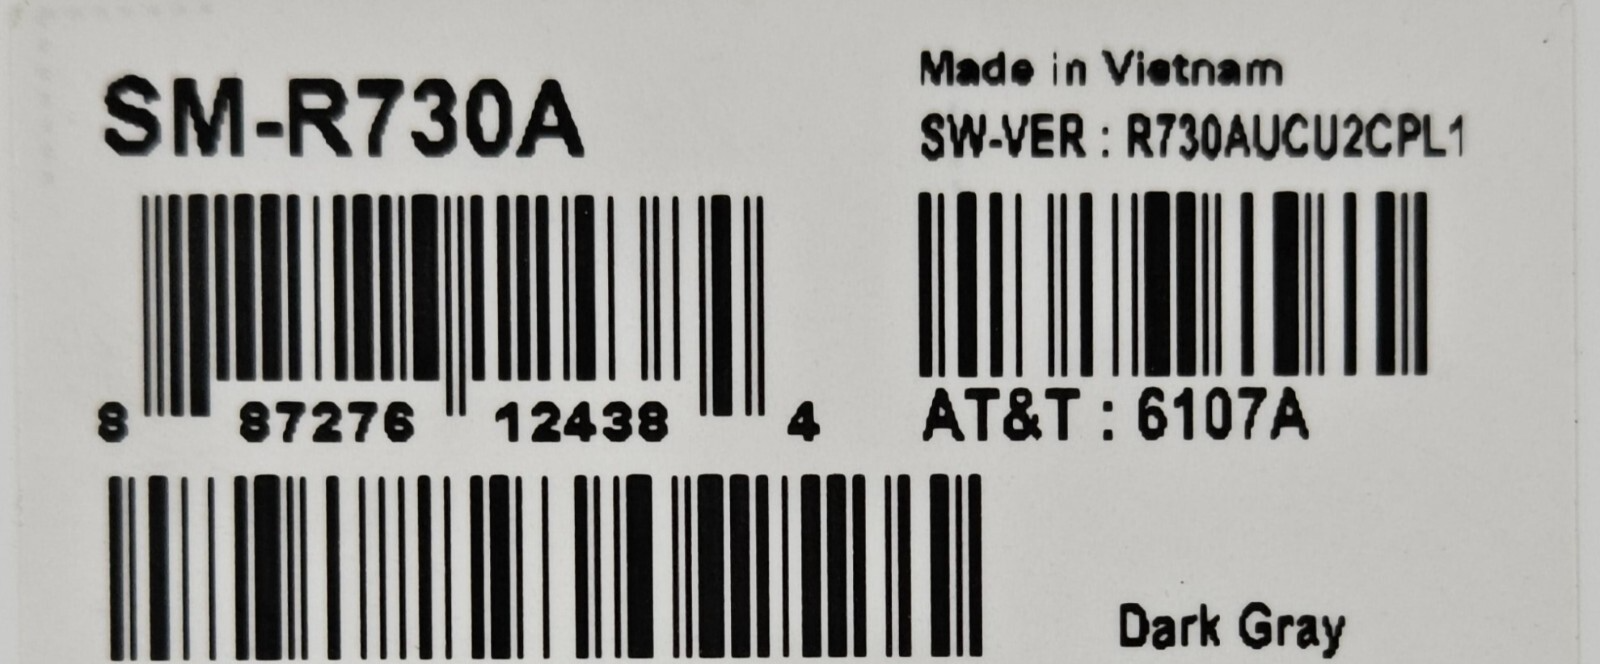 SM-R730A
8 87276 12438 4
Made in Vietnam
SW-VER : R730AUCU2CPL1
AT&T : 6107A
Dark Gray